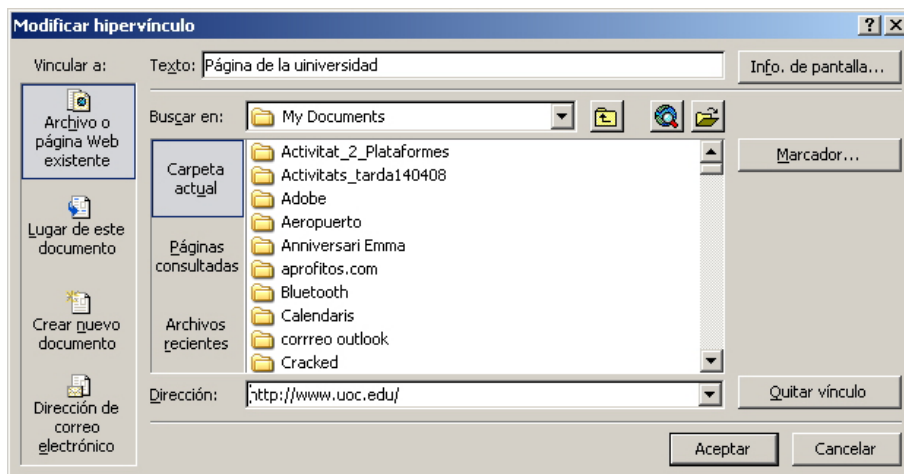 Modificar hipervínculo
Vincular a:
Texto: Página de la uiniversidad
Info. de pantalla...
Archivo o
página Web
existente
Lugar de este
documento
Crear nuevo
documento
Dirección de
correo
electrónico
Buscar en: My Documents
Carpeta
actual
Páginas
consultadas
Archivos
recientes
Activitat_2_Plataformes
Activitats_tarda140408
Adobe
Aeropuerto
Anniversari Emma
aprofitos.com
Bluetooth
Calendaris
corrreo outlook
Cracked
Marcador...
Dirección: http://www.uoc.edu/
Quitar vínculo
Aceptar
Cancelar